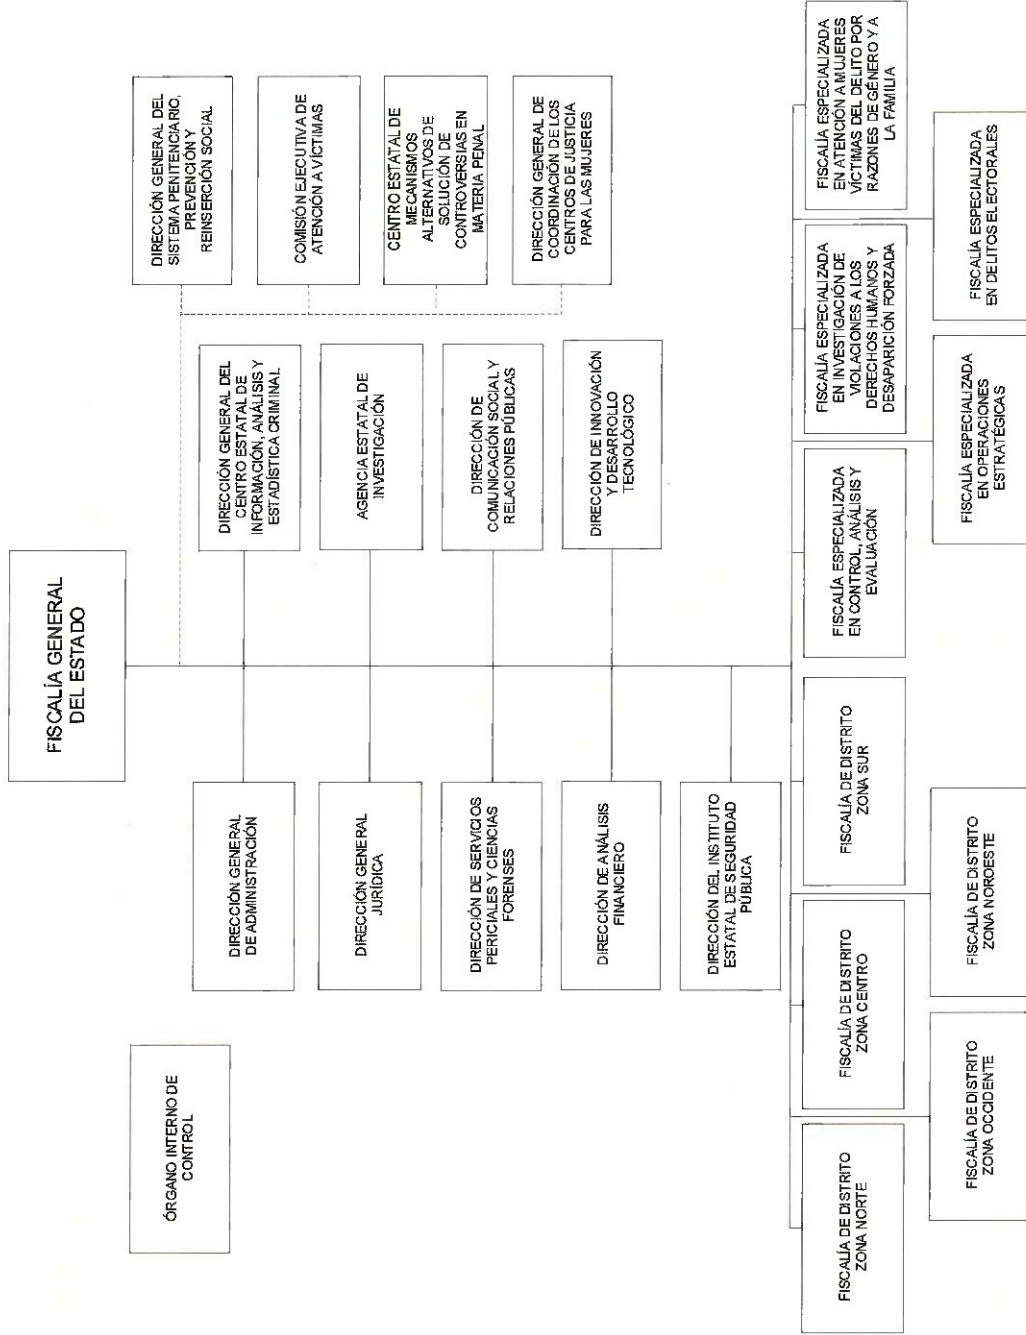 FISCALÍA GENERAL
DEL ESTADO
ÓRGANO INTERNO DE
CONTROL
DIRECCIÓN GENERAL DEL
SISTEMA PENITENCIARIO,
PREVENCIÓN Y
REINSERCIÓN SOCIAL
COMISIÓN EJECUTIVA DE
ATENCIÓN A VÍCTIMAS
CENTRO ESTATAL DE
MECANISMOS
ALTERNATIVOS DE
SOLUCIÓN DE
CONTROVERSIAS EN
MATERIA PENAL
DIRECCIÓN GENERAL DE
COORDINACIÓN DE LOS
CENTROS DE JUSTICIA
PARA LAS MUJERES
DIRECCIÓN GENERAL
DE ADMINISTRACIÓN
DIRECCIÓN GENERAL DEL
CENTRO ESTATAL DE
INFORMACIÓN, ANÁLISIS Y
ESTADÍSTICA CRIMINAL
DIRECCIÓN GENERAL
JURÍDICA
AGENCIA ESTATAL DE
INVESTIGACIÓN
DIRECCIÓN DE SERVICIOS
PERICIALES Y CIENCIAS
FORENSES
DIRECCIÓN DE
COMUNICACIÓN SOCIAL Y
RELACIONES PÚBLICAS
DIRECCIÓN DE ANÁLISIS
FINANCIERO
DIRECCIÓN DE INNOVACIÓN
Y DESARROLLO
TECNOLÓGICO
DIRECCIÓN DEL INSTITUTO
ESTATAL DE SEGURIDAD
PÚBLICA
FISCALÍA DE DISTRITO
ZONA NORTE
FISCALÍA DE DISTRITO
ZONA CENTRO
FISCALÍA DE DISTRITO
ZONA SUR
FISCALÍA ESPECIALIZADA
EN CONTROL, ANÁLISIS Y
EVALUACIÓN
FISCALÍA ESPECIALIZADA
EN INVESTIGACIÓN DE
VIOLACIONES A LOS
DERECHOS HUMANOS Y
DESAPARICIÓN FORZADA
FISCALÍA ESPECIALIZADA
EN ATENCIÓN A MUJERES
VÍCTIMAS DEL DELITO POR
RAZONES DE GÉNERO Y A
LA FAMILIA
FISCALÍA DE DISTRITO
ZONA OCCIDENTE
FISCALÍA DE DISTRITO
ZONA NOROESTE
FISCALÍA ESPECIALIZADA
EN OPERACIONES
ESTRATÉGICAS
FISCALÍA ESPECIALIZADA
EN DELITOS ELECTORALES